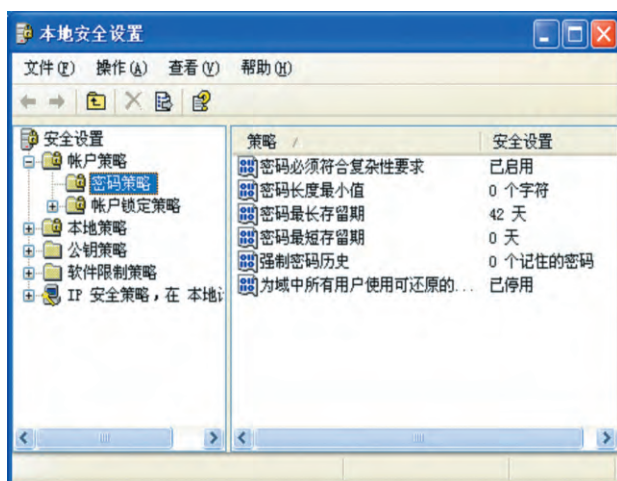 本地安全设置
文件(F) 操作(A) 查看(V) 帮助(H)
安全设置
帐户策略
密码策略
帐户锁定策略
本地策略
公钥策略
软件限制策略
IP 安全策略，在 本地计
策略 / 安全设置
密码必须符合复杂性要求 已启用
密码长度最小值 0 个字符
密码最长存留期 42 天
密码最短存留期 0 天
强制密码历史 0 个记住的密码
为域中所有用户使用可还原的... 已停用